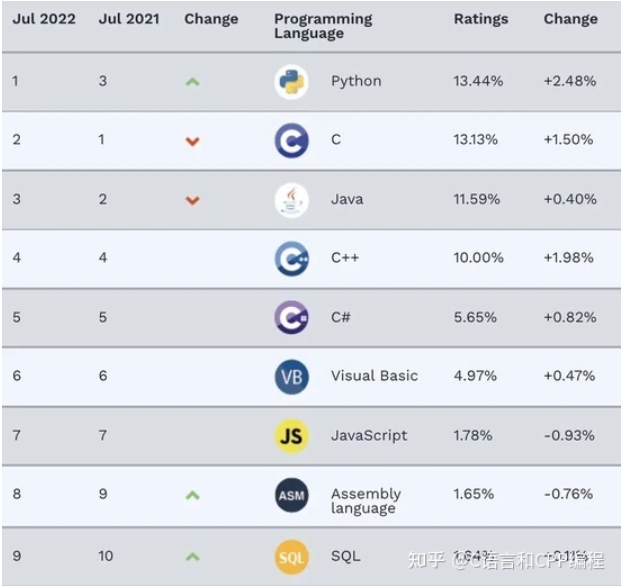 Jul 2022 Jul 2021 Change Programming Language Ratings Change
1 3 Python 13.44% +2.48%
2 1 C 13.13% +1.50%
3 2 Java 11.59% +0.40%
4 4 C++ 10.00% +1.98%
5 5 C# 5.65% +0.82%
6 6 VB Visual Basic 4.97% +0.47%
7 7 JS JavaScript 1.78% -0.93%
8 9 ASM Assembly language 1.65% -0.76%
9 10 SQL SQL 1.64%
知乎 @C语言和CPP编程